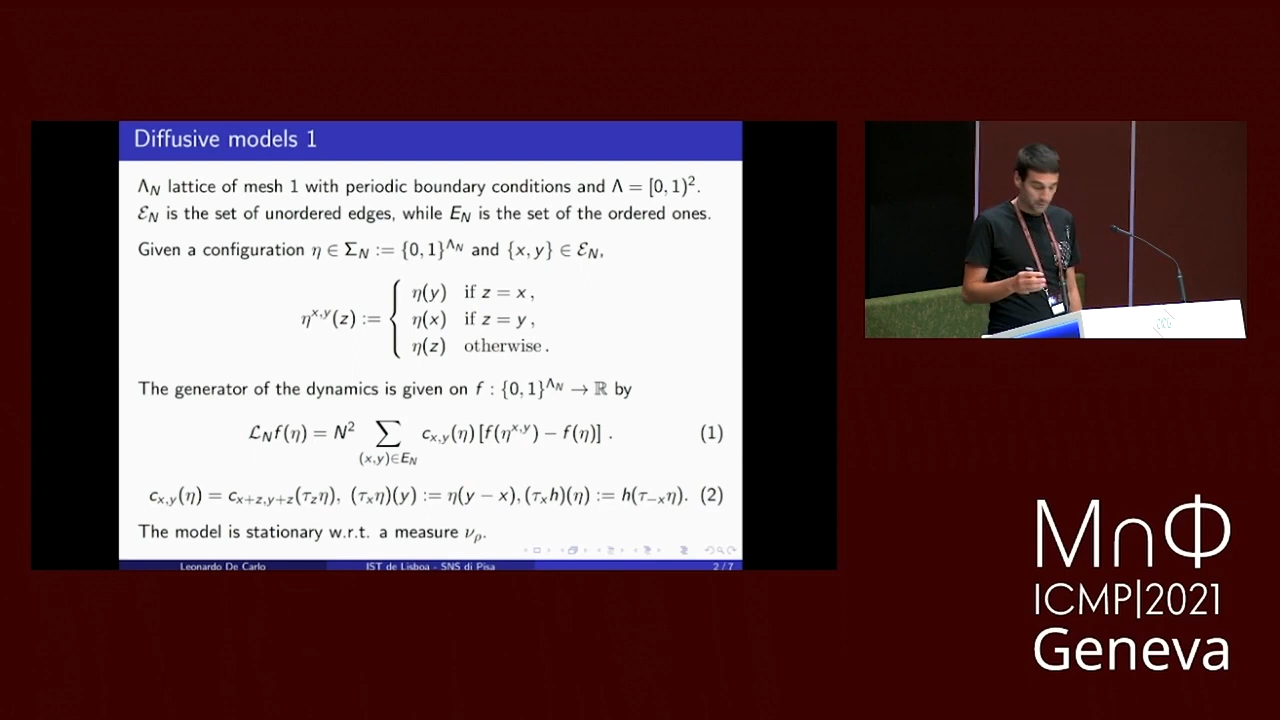 Diffusive models 1
Λ_N lattice of mesh 1 with periodic boundary conditions and Λ = [0, 1)².
ℰ_N is the set of unordered edges, while E_N is the set of the ordered ones.
Given a configuration η ∈ Σ_N := {0, 1}^{Λ_N} and {x, y} ∈ ℰ_N,
η^{x,y}(z) := { η(y) if z = x,
η(x) if z = y,
η(z) otherwise.
The generator of the dynamics is given on f : {0, 1}^{Λ_N} → ℝ by
ℒ_N f(η) = N² ∑_{(x,y)∈E_N} c_{x,y}(η) [f(η^{x,y}) − f(η)] . (1)
c_{x,y}(η) = c_{x+z,y+z}(τ_z η), (τ_x η)(y) := η(y − x), (τ_x h)(η) := h(τ_{−x}η). (2)
The model is stationary w.r.t. a measure ν_ρ.
Leonardo De Carlo IST de Lisboa - SNS di Pisa 2 / 7
M∩Φ
ICMP|2021
Geneva